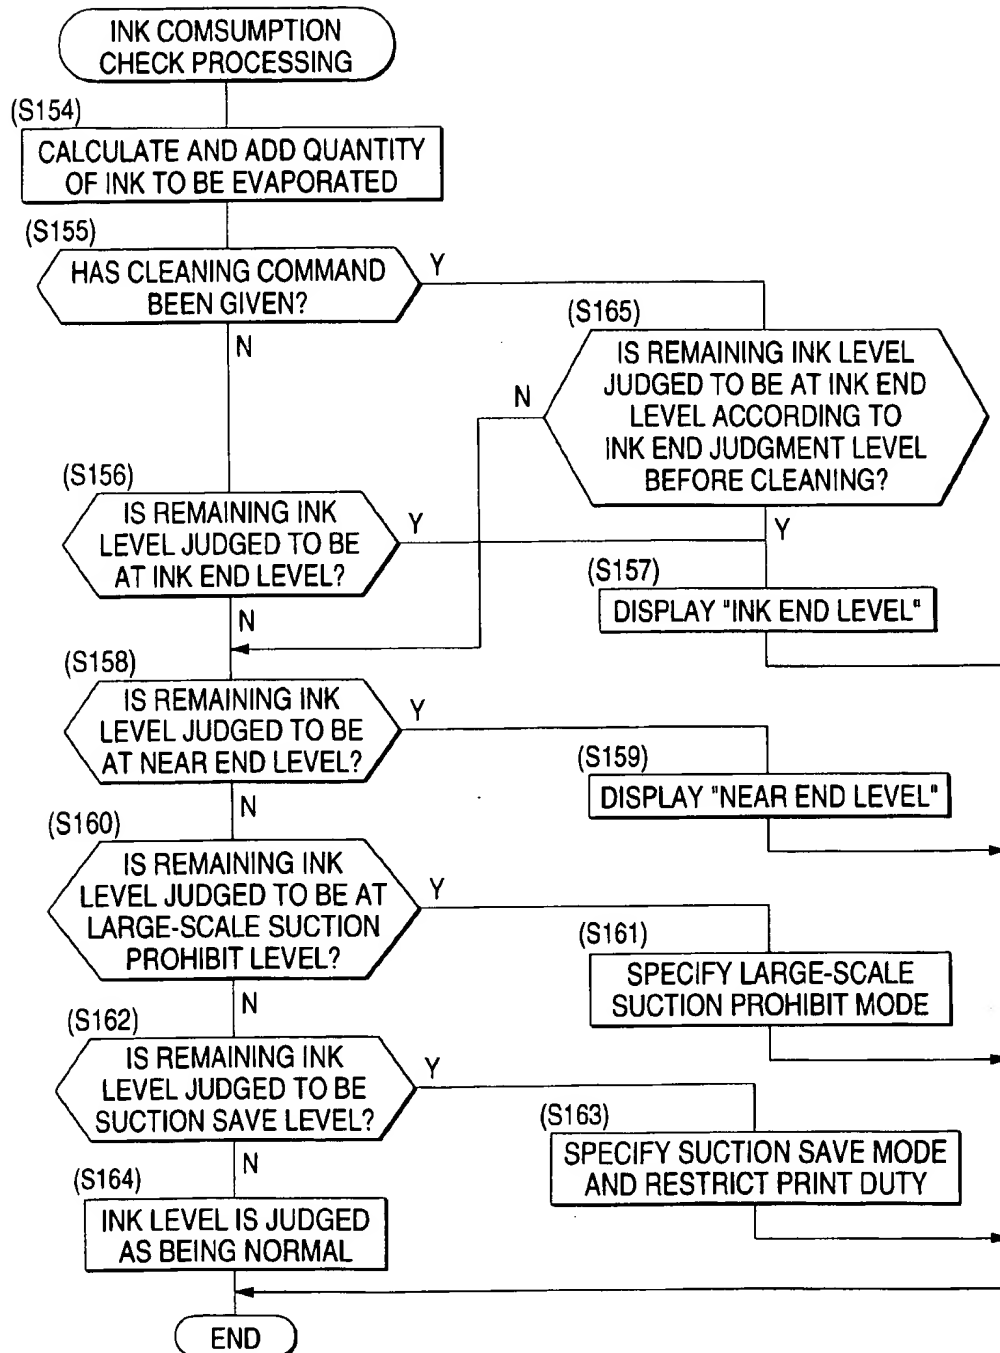 INK COMSUMPTION
CHECK PROCESSING
(S154)
CALCULATE AND ADD QUANTITY
OF INK TO BE EVAPORATED
(S155)
HAS CLEANING COMMAND
BEEN GIVEN?
Y
N
(S165)
IS REMAINING INK LEVEL
JUDGED TO BE AT INK END
LEVEL ACCORDING TO
INK END JUDGMENT LEVEL
BEFORE CLEANING?
N
Y
(S156)
IS REMAINING INK
LEVEL JUDGED TO BE
AT INK END LEVEL?
Y
N
(S157)
DISPLAY "INK END LEVEL"
(S158)
IS REMAINING INK
LEVEL JUDGED TO BE
AT NEAR END LEVEL?
Y
N
(S159)
DISPLAY "NEAR END LEVEL"
(S160)
IS REMAINING INK
LEVEL JUDGED TO BE AT
LARGE-SCALE SUCTION
PROHIBIT LEVEL?
Y
N
(S161)
SPECIFY LARGE-SCALE
SUCTION PROHIBIT MODE
(S162)
IS REMAINING INK
LEVEL JUDGED TO BE
SUCTION SAVE LEVEL?
Y
N
(S163)
SPECIFY SUCTION SAVE MODE
AND RESTRICT PRINT DUTY
(S164)
INK LEVEL IS JUDGED
AS BEING NORMAL
END